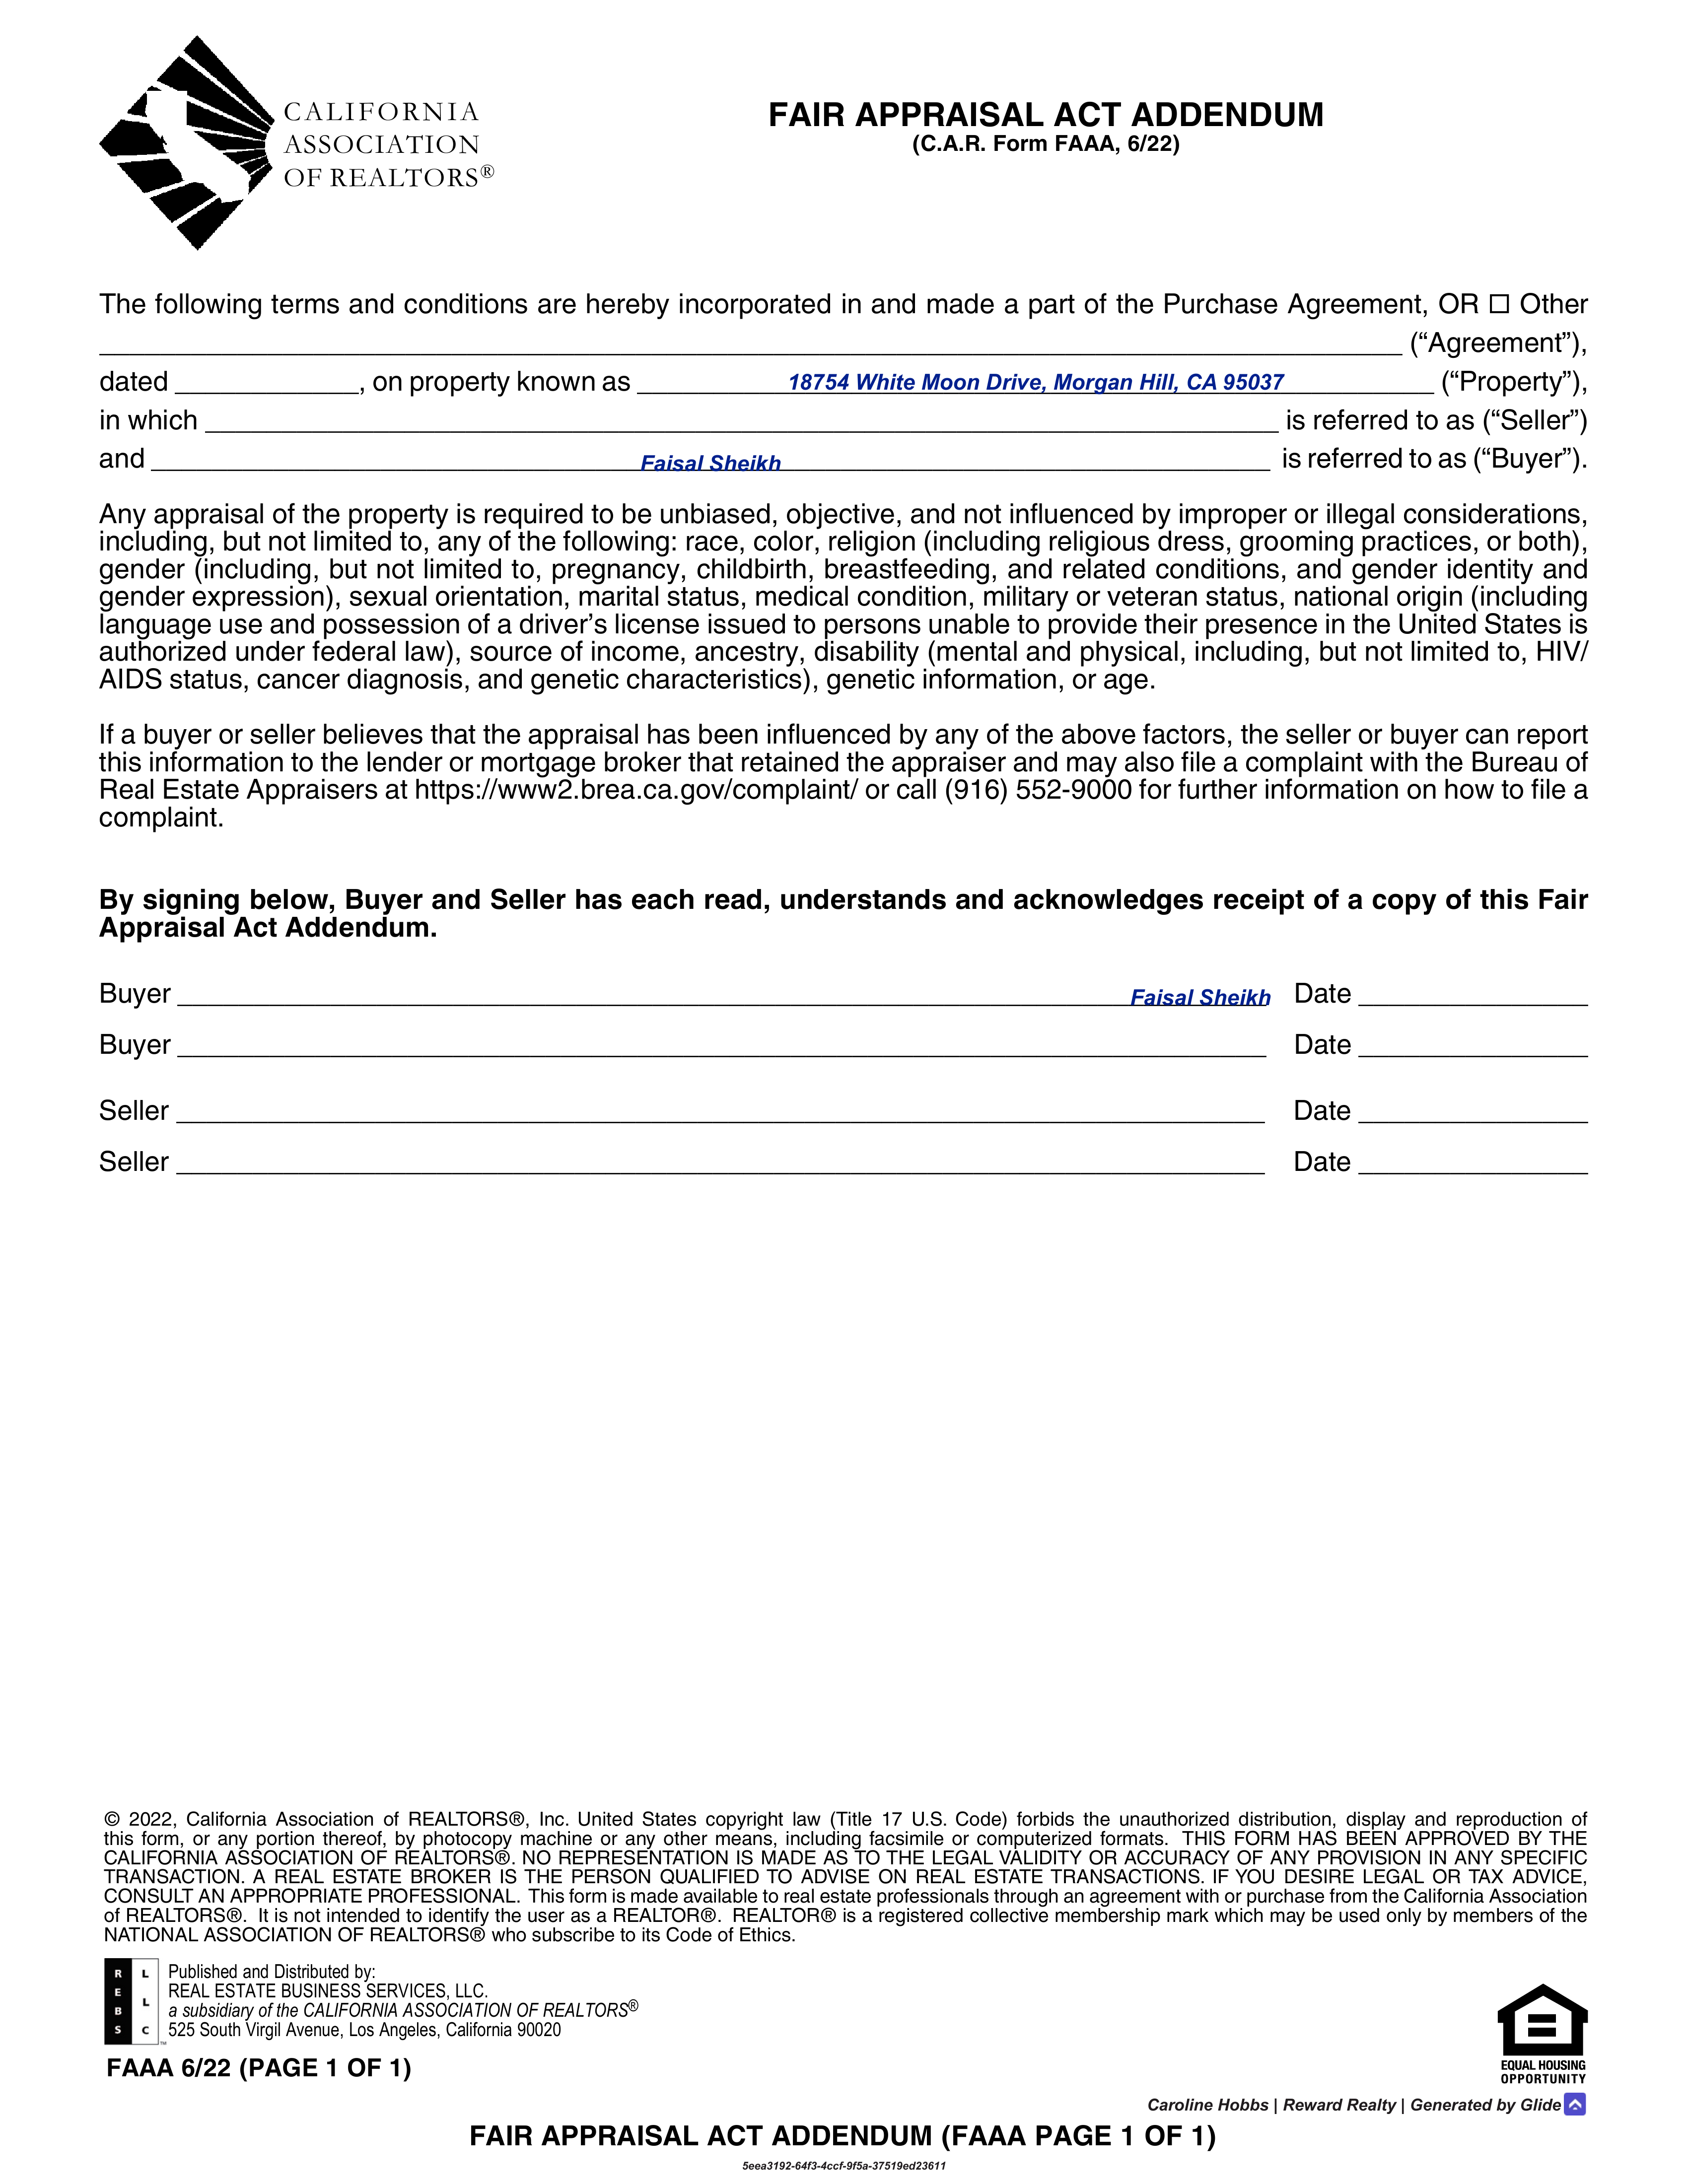 CALIFORNIA
ASSOCIATION
OF REALTORS®
FAIR APPRAISAL ACT ADDENDUM
(C.A.R. Form FAAA, 6/22)
The following terms and conditions are hereby incorporated in and made a part of the Purchase Agreement, OR ☐ Other
(“Agreement”),
dated ____________, on property known as 18754 White Moon Drive, Morgan Hill, CA 95037 (“Property”),
in which ____________ is referred to as (“Seller”)
and Faisal Sheikh is referred to as (“Buyer”).
Any appraisal of the property is required to be unbiased, objective, and not influenced by improper or illegal considerations,
including, but not limited to, any of the following: race, color, religion (including religious dress, grooming practices, or both),
gender (including, but not limited to, pregnancy, childbirth, breastfeeding, and related conditions, and gender identity and
gender expression), sexual orientation, marital status, medical condition, military or veteran status, national origin (including
language use and possession of a driver’s license issued to persons unable to provide their presence in the United States is
authorized under federal law), source of income, ancestry, disability (mental and physical, including, but not limited to, HIV/
AIDS status, cancer diagnosis, and genetic characteristics), genetic information, or age.
If a buyer or seller believes that the appraisal has been influenced by any of the above factors, the seller or buyer can report
this information to the lender or mortgage broker that retained the appraiser and may also file a complaint with the Bureau of
Real Estate Appraisers at https://www2.brea.ca.gov/complaint/ or call (916) 552-9000 for further information on how to file a
complaint.
By signing below, Buyer and Seller has each read, understands and acknowledges receipt of a copy of this Fair
Appraisal Act Addendum.
Buyer ____________ Faisal Sheikh Date ____________
Buyer ____________ Date ____________
Seller ____________ Date ____________
Seller ____________ Date ____________
© 2022, California Association of REALTORS®, Inc. United States copyright law (Title 17 U.S. Code) forbids the unauthorized distribution, display and reproduction of
this form, or any portion thereof, by photocopy machine or any other means, including facsimile or computerized formats. THIS FORM HAS BEEN APPROVED BY THE
CALIFORNIA ASSOCIATION OF REALTORS®. NO REPRESENTATION IS MADE AS TO THE LEGAL VALIDITY OR ACCURACY OF ANY PROVISION IN ANY SPECIFIC
TRANSACTION. A REAL ESTATE BROKER IS THE PERSON QUALIFIED TO ADVISE ON REAL ESTATE TRANSACTIONS. IF YOU DESIRE LEGAL OR TAX ADVICE,
CONSULT AN APPROPRIATE PROFESSIONAL. This form is made available to real estate professionals through an agreement with or purchase from the California Association
of REALTORS®. It is not intended to identify the user as a REALTOR®. REALTOR® is a registered collective membership mark which may be used only by members of the
NATIONAL ASSOCIATION OF REALTORS® who subscribe to its Code of Ethics.
R L
E L
B C
S
Published and Distributed by:
REAL ESTATE BUSINESS SERVICES, LLC.
a subsidiary of the CALIFORNIA ASSOCIATION OF REALTORS®
525 South Virgil Avenue, Los Angeles, California 90020
FAAA 6/22 (PAGE 1 OF 1)
EQUAL HOUSING
OPPORTUNITY
Caroline Hobbs | Reward Realty | Generated by Glide
FAIR APPRAISAL ACT ADDENDUM (FAAA PAGE 1 OF 1)
5eea3192-64f3-4ccf-9f5a-37519ed23611